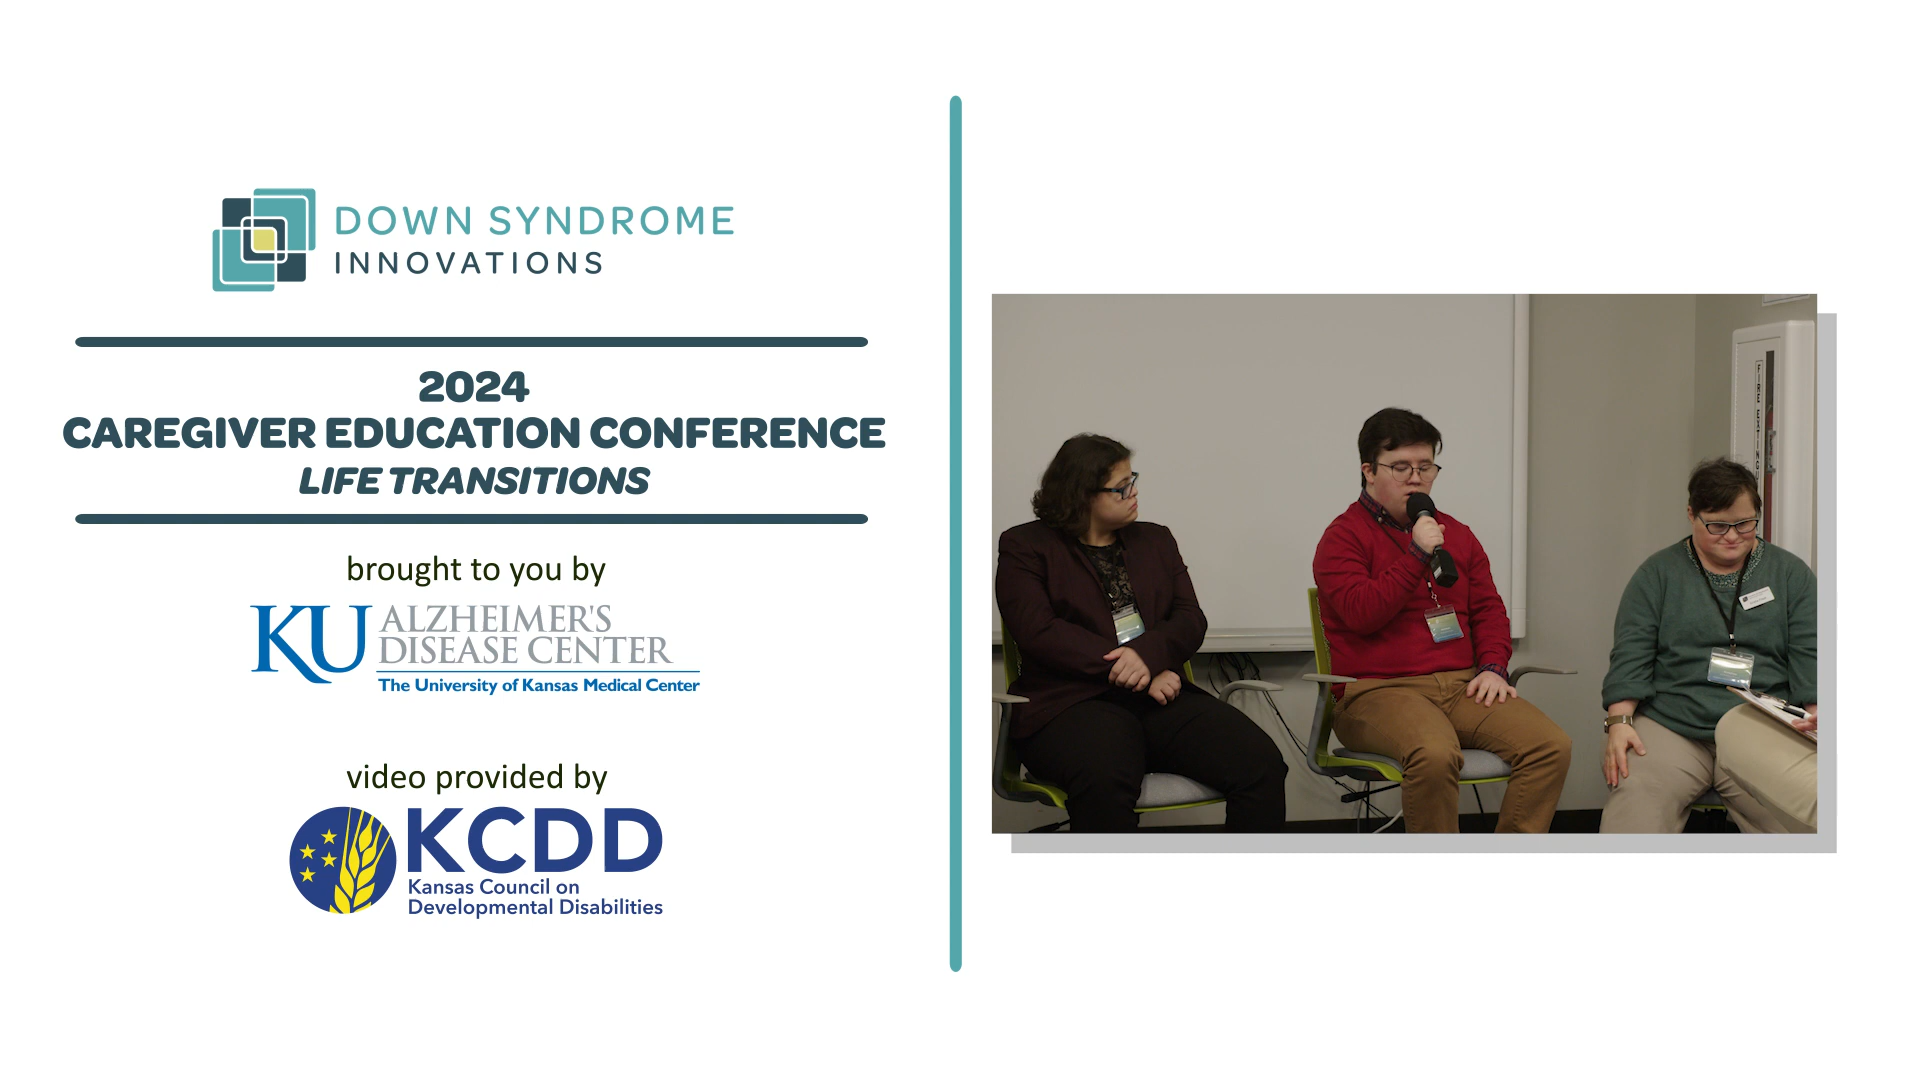 DOWN SYNDROME
INNOVATIONS
2024
CAREGIVER EDUCATION CONFERENCE
LIFE TRANSITIONS
brought to you by
KU ALZHEIMER'S
DISEASE CENTER
The University of Kansas Medical Center
video provided by
KCDD
Kansas Council on
Developmental Disabilities